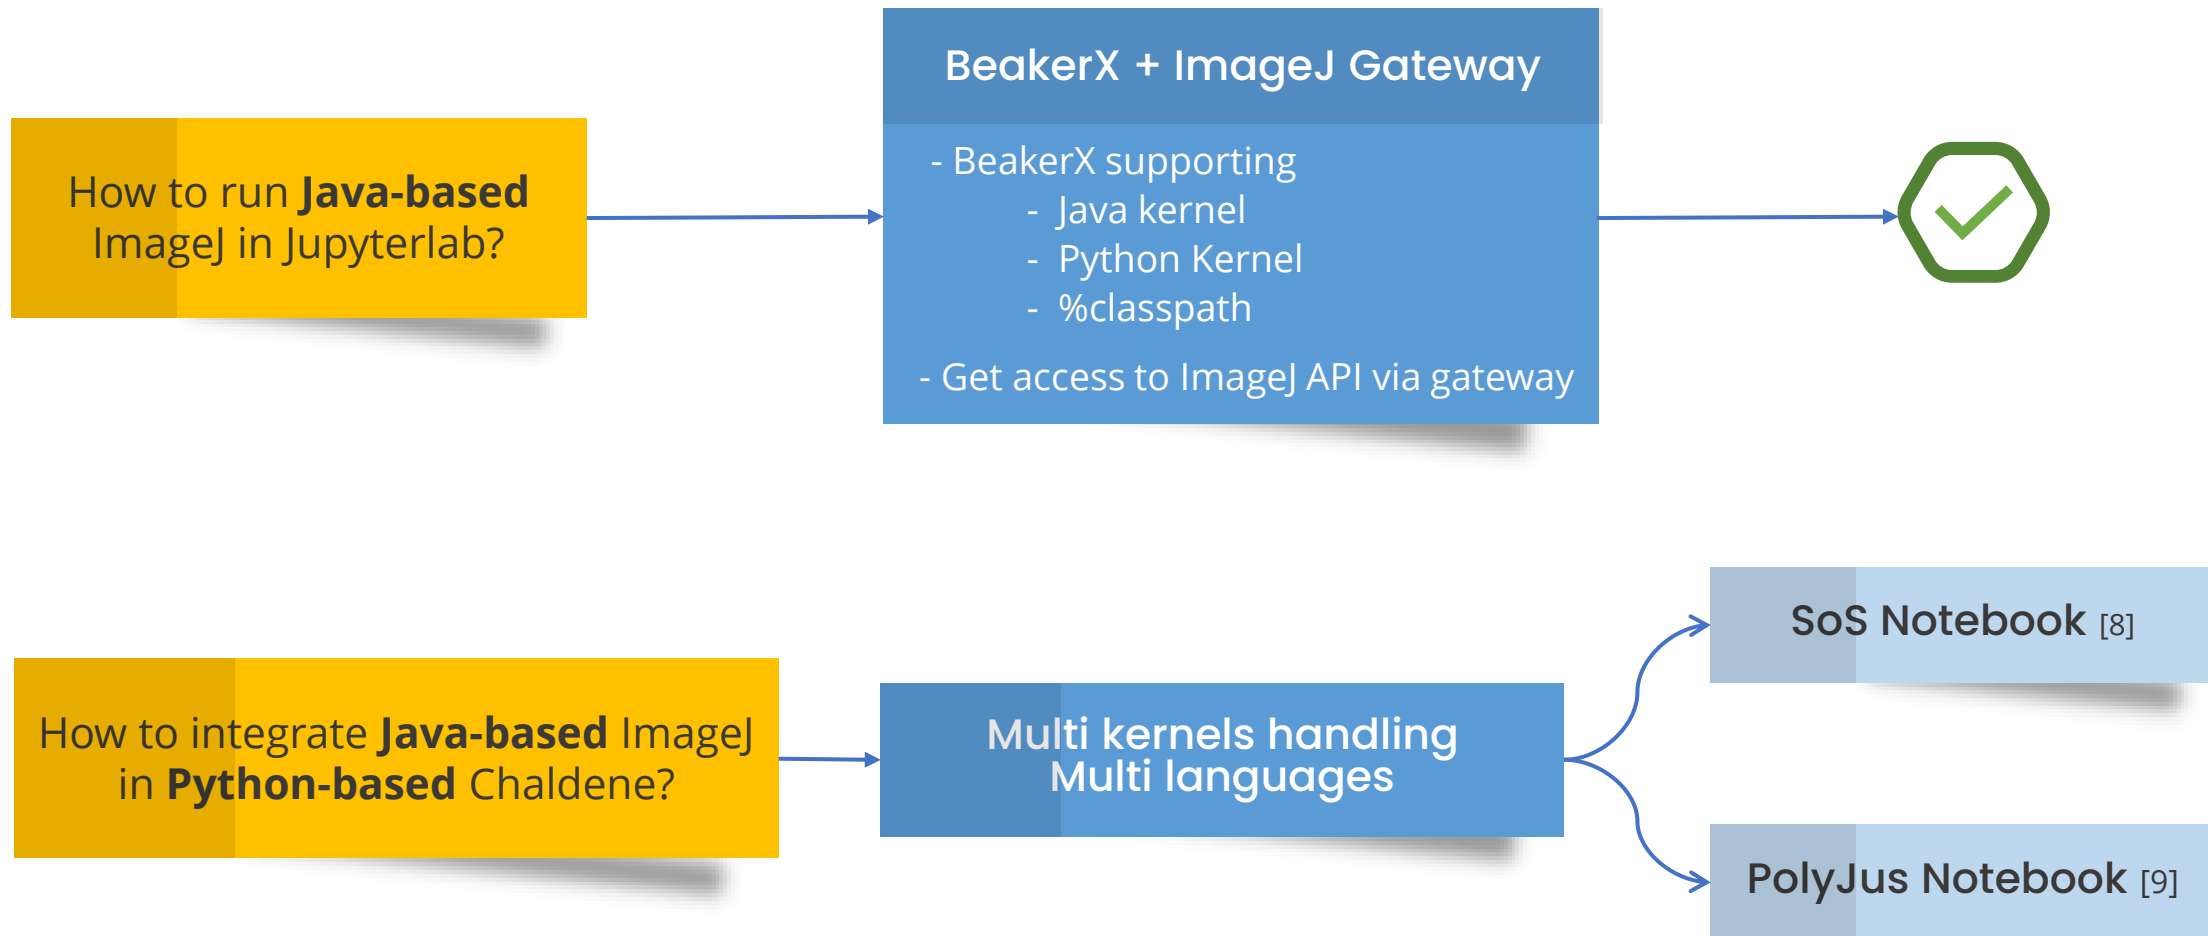 BeakerX + ImageJ Gateway
How to run Java-based
ImageJ in Jupyterlab?
- BeakerX supporting
- Java kernel
- Python Kernel
- %classpath
- Get access to ImageJ API via gateway
How to integrate Java-based ImageJ
in Python-based Chaldene?
Multi kernels handling
Multi languages
SoS Notebook [8]
PolyJus Notebook [9]